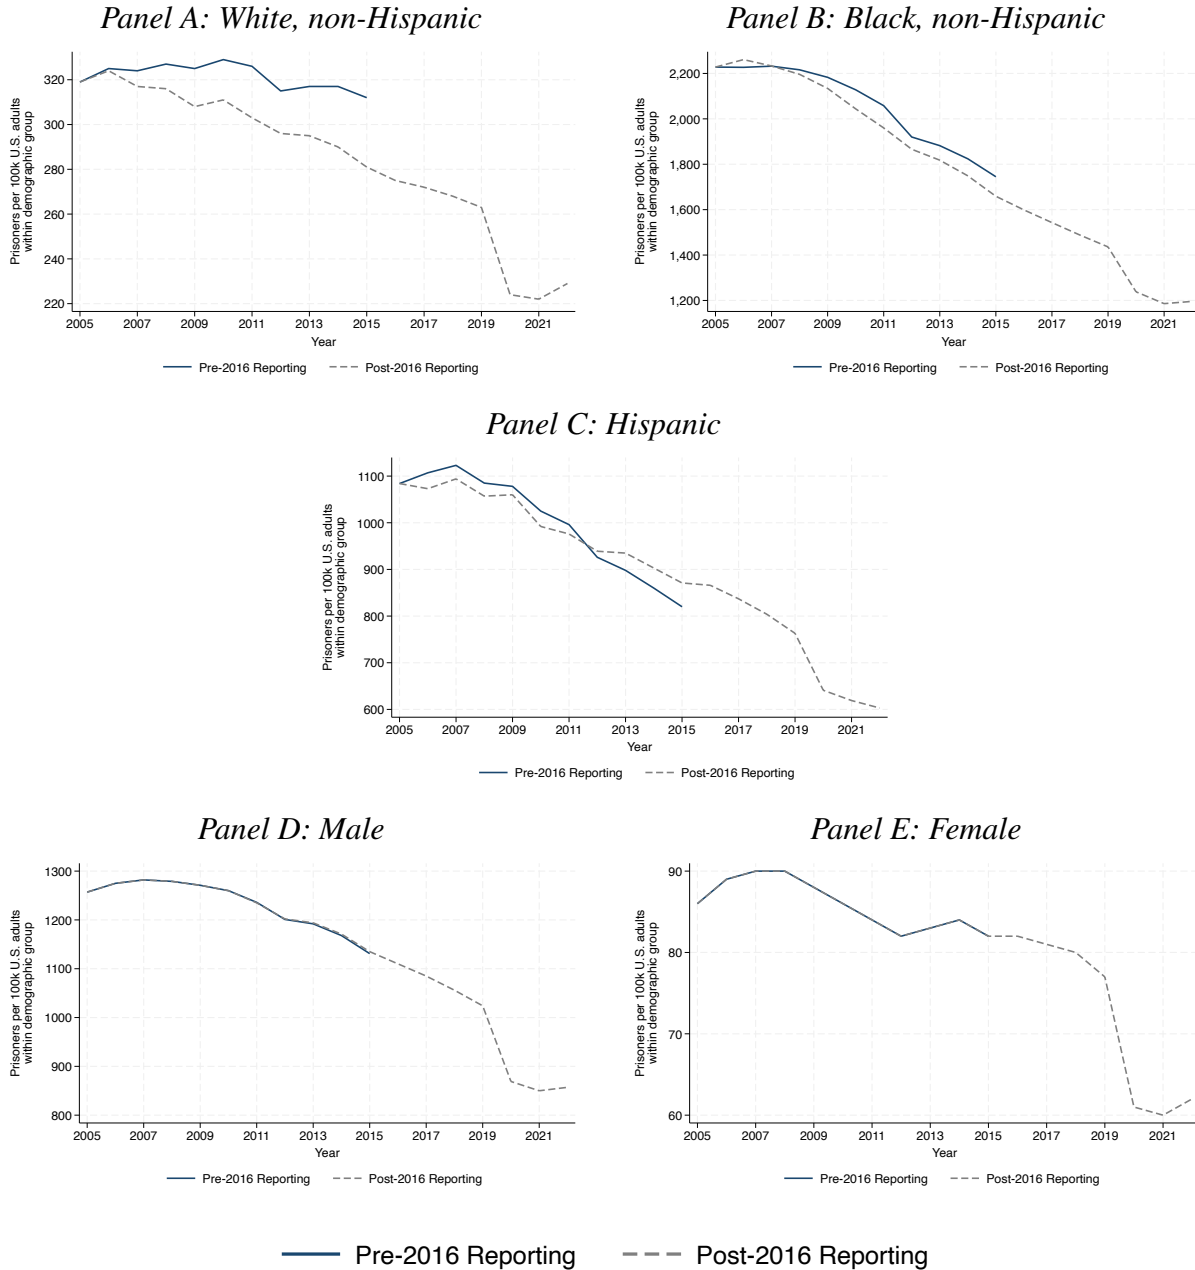 Panel A: White, non-Hispanic
Prisoners per 100k U.S. adults
within demographic group
320
300
280
260
240
220
2005 2007 2009 2011 2013 2015 2017 2019 2021
Year
Pre-2016 Reporting Post-2016 Reporting
Panel B: Black, non-Hispanic
Prisoners per 100k U.S. adults
within demographic group
2,200
2,000
1,800
1,600
1,400
1,200
2005 2007 2009 2011 2013 2015 2017 2019 2021
Year
Pre-2016 Reporting Post-2016 Reporting
Panel C: Hispanic
Prisoners per 100k U.S. adults
within demographic group
1100
1000
900
800
700
600
2005 2007 2009 2011 2013 2015 2017 2019 2021
Year
Pre-2016 Reporting Post-2016 Reporting
Panel D: Male
Prisoners per 100k U.S. adults
within demographic group
1300
1200
1100
1000
900
800
2005 2007 2009 2011 2013 2015 2017 2019 2021
Year
Pre-2016 Reporting Post-2016 Reporting
Panel E: Female
Prisoners per 100k U.S. adults
within demographic group
90
80
70
60
2005 2007 2009 2011 2013 2015 2017 2019 2021
Year
Pre-2016 Reporting Post-2016 Reporting
Pre-2016 Reporting Post-2016 Reporting